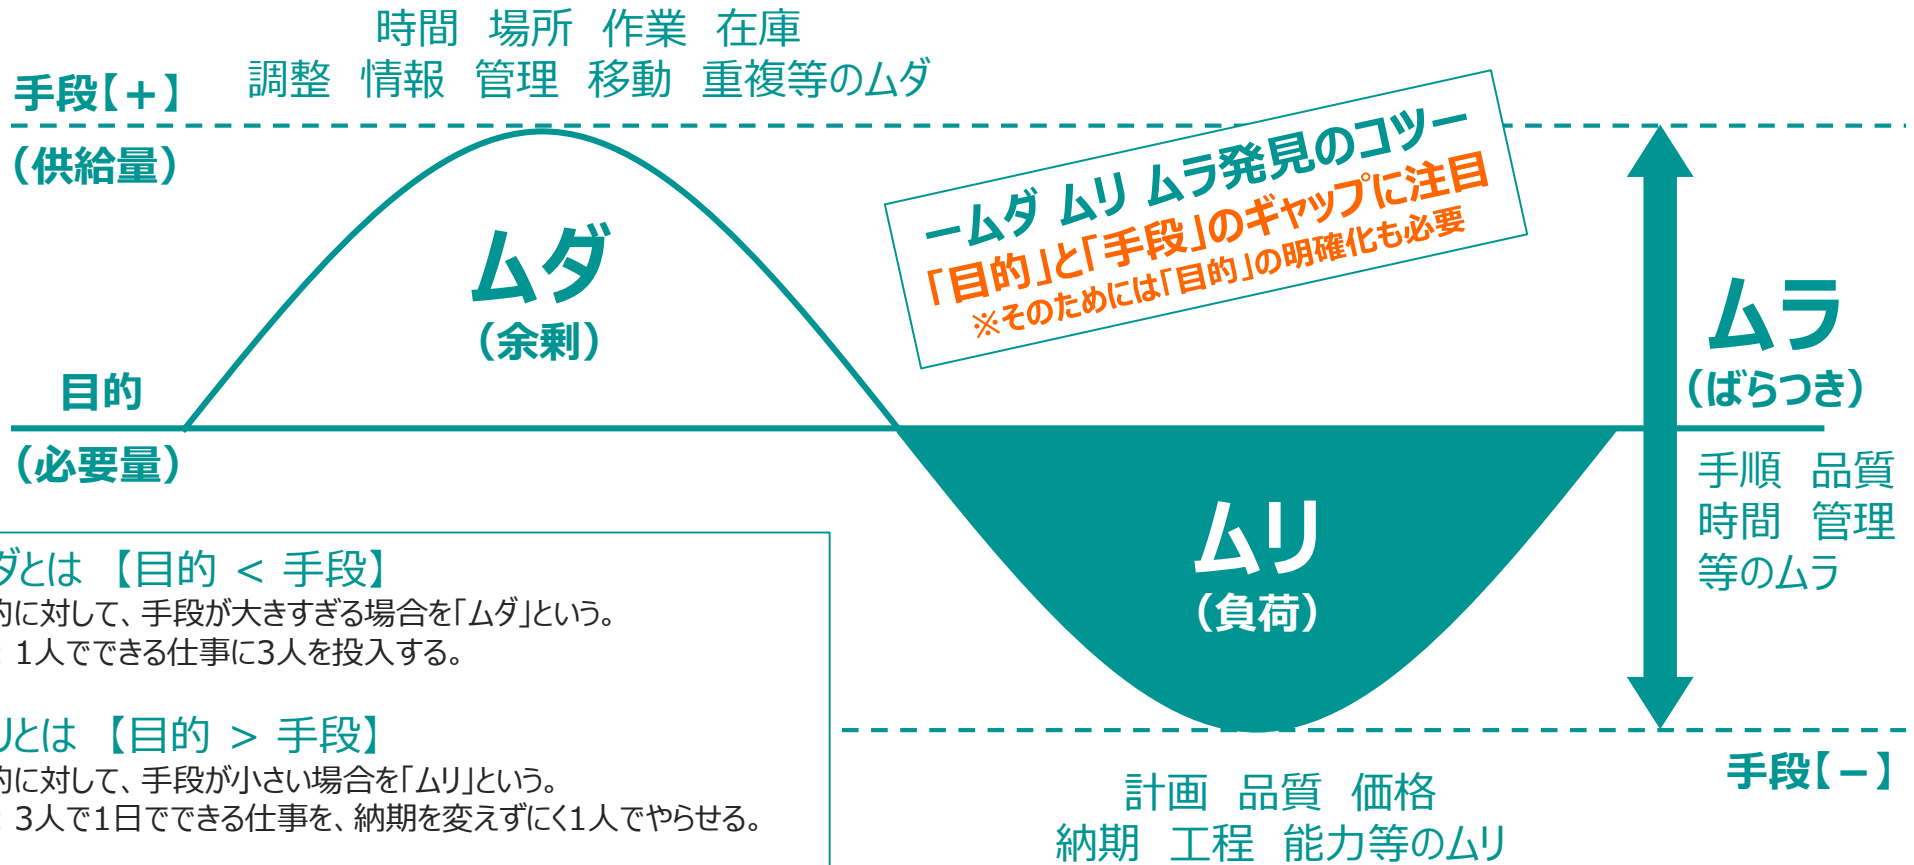 時間 場所 作業 在庫
調整 情報 管理 移動 重複等のムダ
手段【+】
(供給量)
ームダ ムリ ムラ発見のコツー
「目的」と「手段」のギャップに注目
※そのためには「目的」の明確化も必要
ムダ
(余剰)
ムラ
(ばらつき)
目的
(必要量)
手順 品質
時間 管理
等のムラ
ムリ
(負荷)
ダとは 【目的 < 手段】
的に対して、手段が大きすぎる場合を「ムダ」という。
:1人でできる仕事に3人を投入する。
リとは 【目的 > 手段】
的に対して、手段が小さい場合を「ムリ」という。
:3人で1日でできる仕事を、納期を変えずにく1人でやらせる。
手段【-】
計画 品質 価格
納期 工程 能力等のムリ